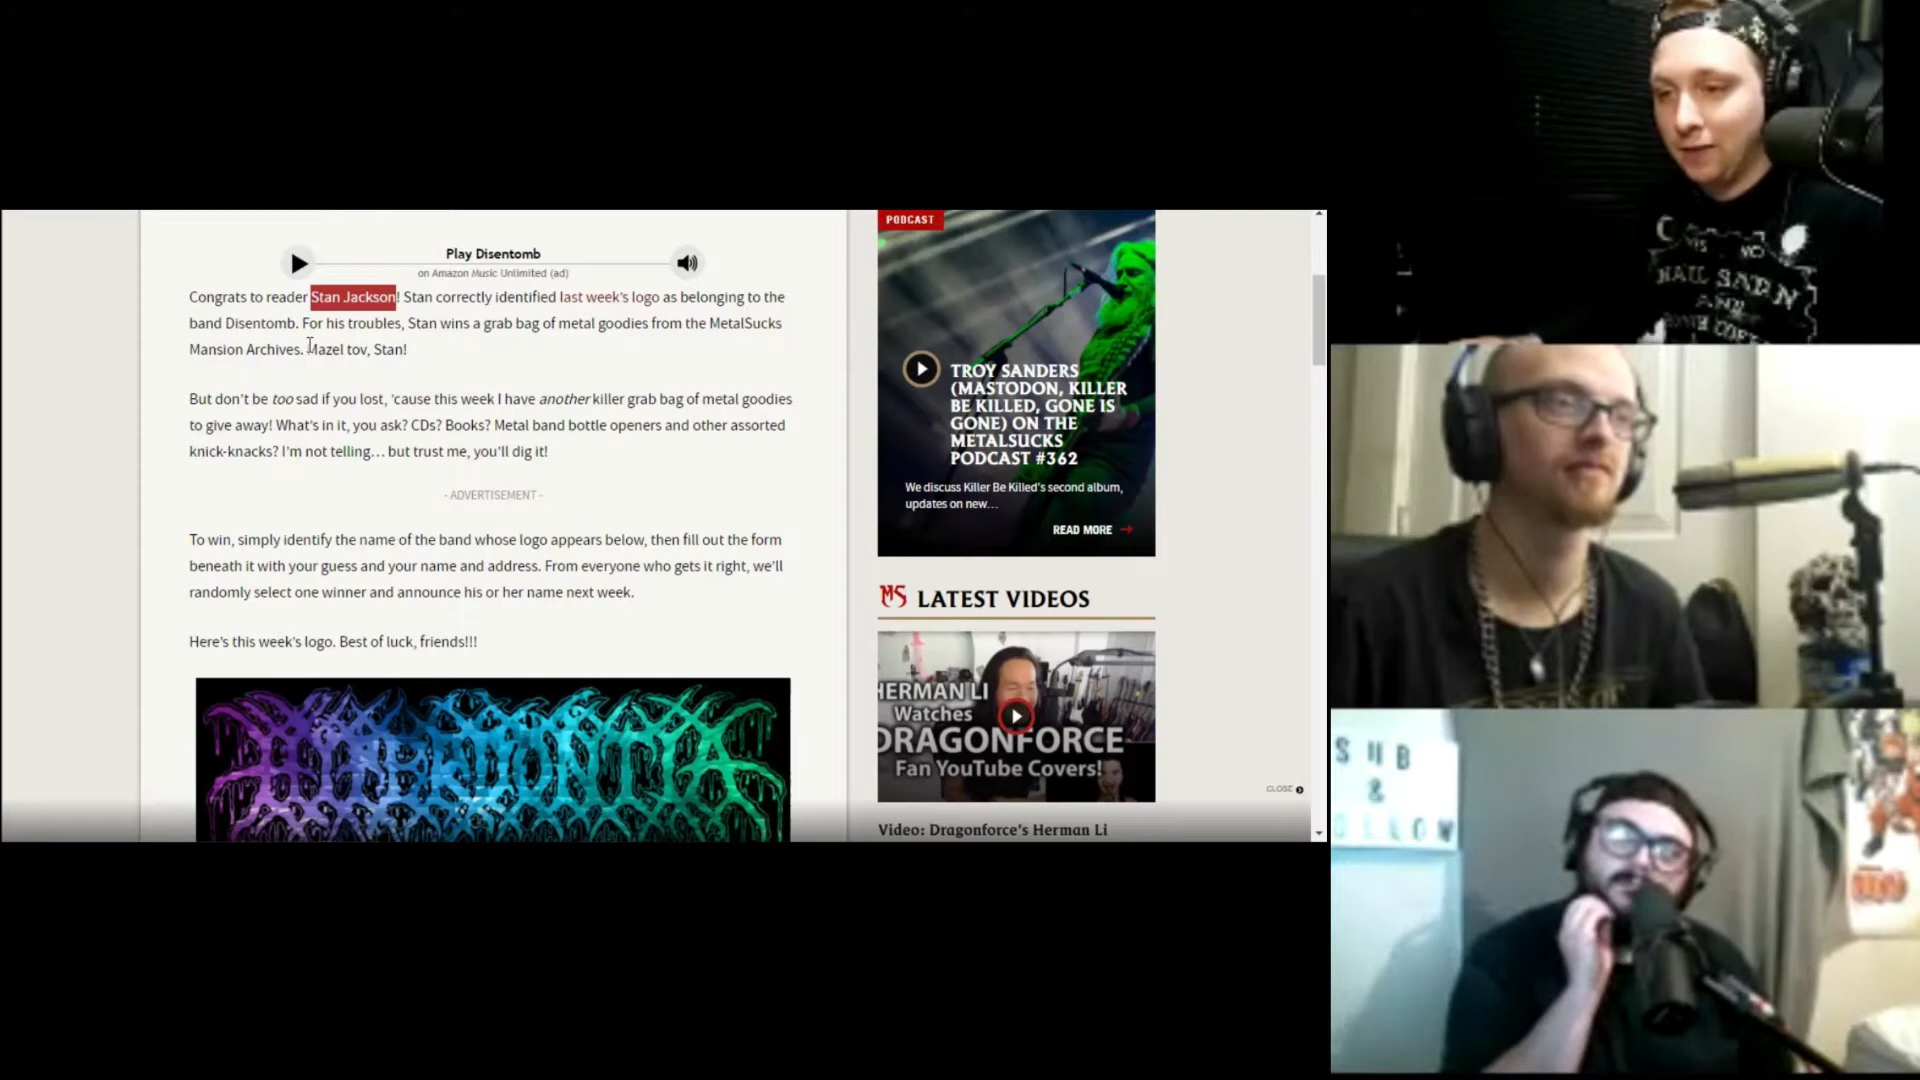 Play Disentomb
on Amazon Music Unlimited (ad)
Congrats to reader Stan Jackson! Stan correctly identified last week's logo as belonging to the
band Disentomb. For his troubles, Stan wins a grab bag of metal goodies from the MetalSucks
Mansion Archives. Mazel tov, Stan!
But don't be too sad if you lost, 'cause this week I have another killer grab bag of metal goodies
to give away! What's in it, you ask? CDs? Books? Metal band bottle openers and other assorted
knick-knacks? I'm not telling... but trust me, you'll dig it!
- ADVERTISEMENT -
To win, simply identify the name of the band whose logo appears below, then fill out the form
beneath it with your guess and your name and address. From everyone who gets it right, we'll
randomly select one winner and announce his or her name next week.
Here's this week's logo. Best of luck, friends!!!
PODCAST
TROY SANDERS
(MASTODON, KILLER
BE KILLED, GONE IS
GONE) ON THE
METALSUCKS
PODCAST #362
We discuss Killer Be Killed's second album,
updates on new...
READ MORE
MS LATEST VIDEOS
HERMAN LI
Watches
DRAGONFORCE
Fan YouTube Covers!
CLOSE
Video: Dragonforce's Herman Li
NAIL
SUB
&